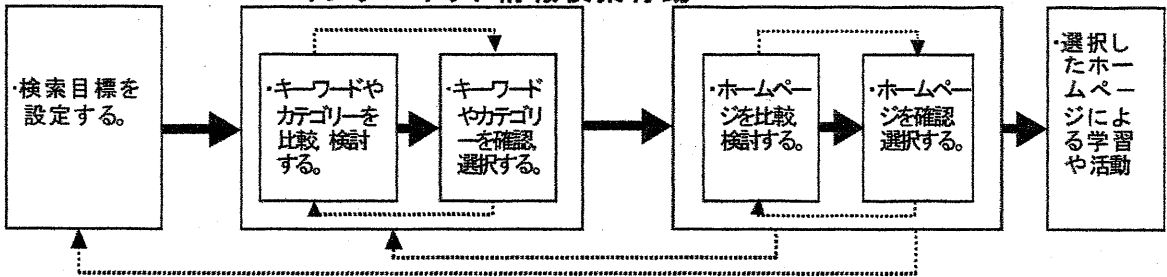 ・検索目標を
設定する。
・キーワードや
カテゴリーを
比較、検討
する。
・キーワード
やカテゴリ
ーを確認、
選択する。
・ホームペー
ジを比較、
検討する。
・ホームペー
ジを確認、
選択する。
・選択し
たホー
ムペー
ジによ
る学習
や活動